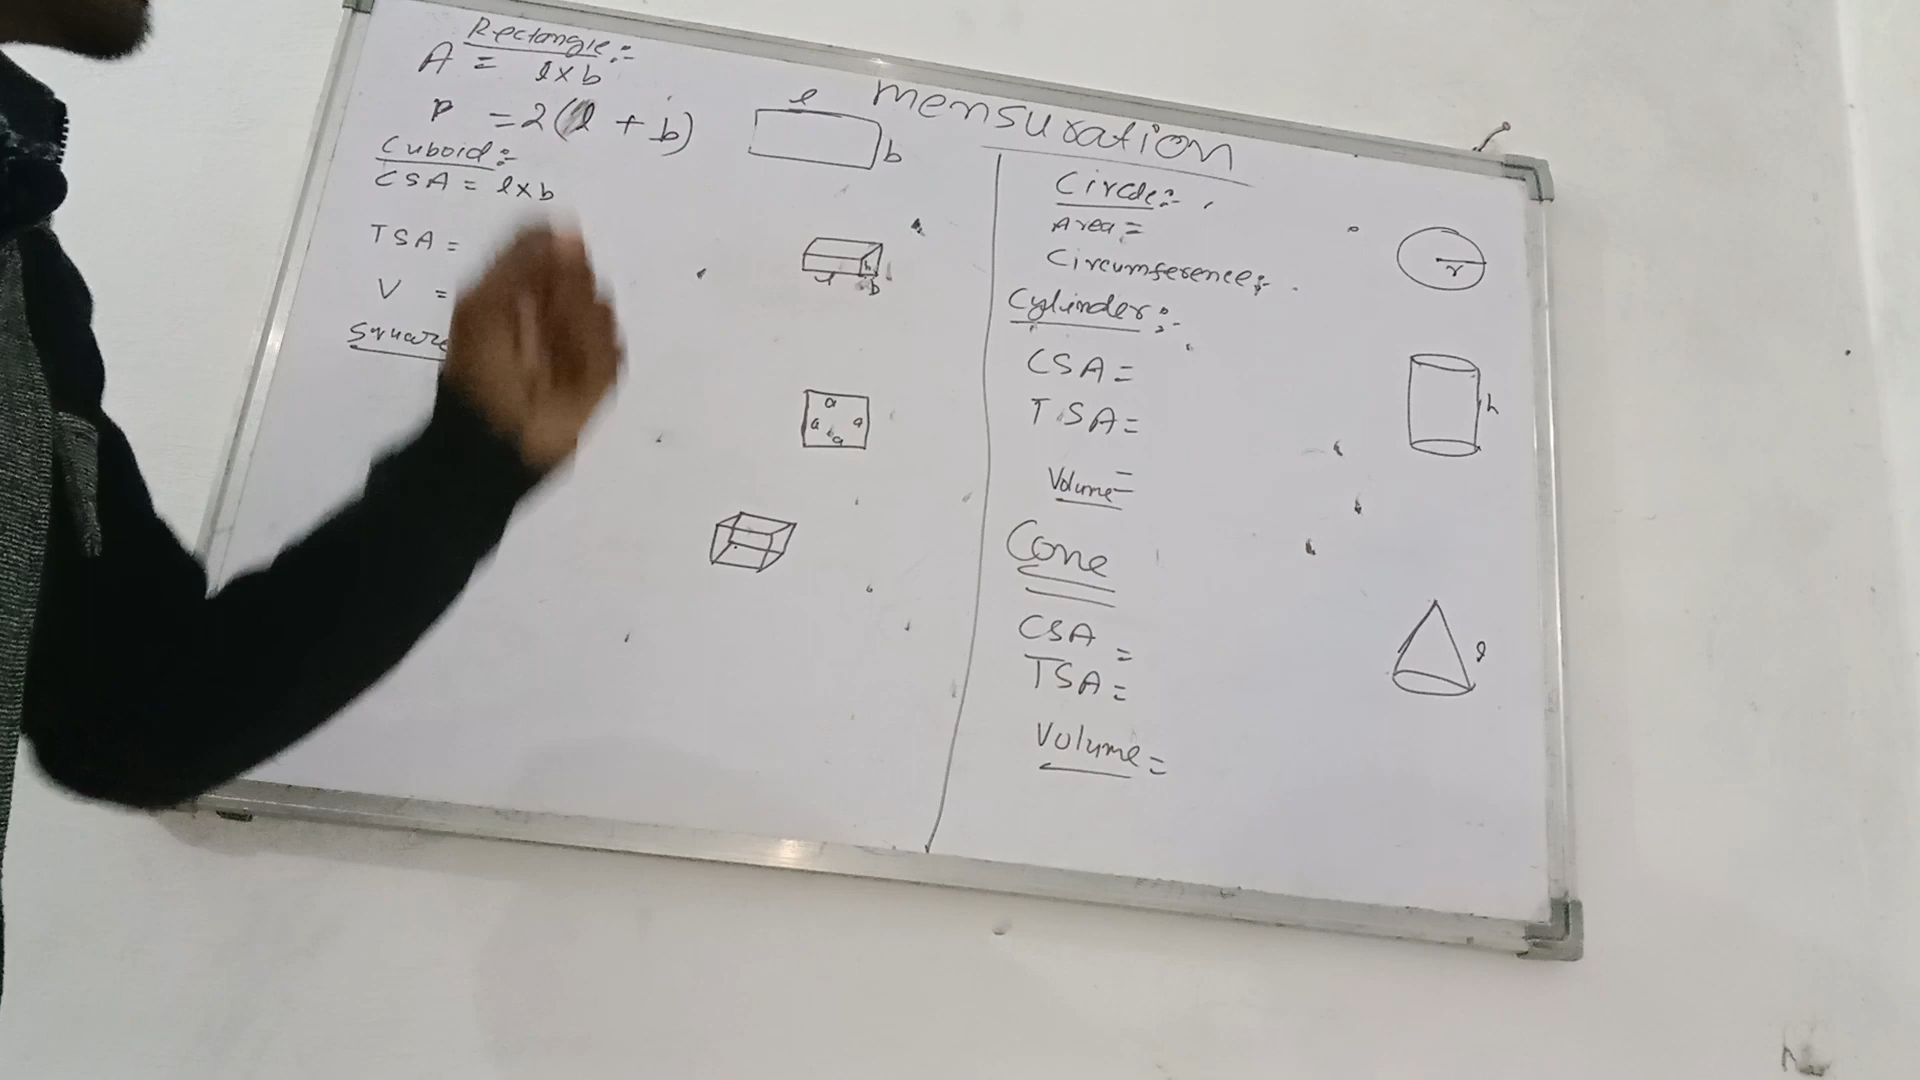 mensuration
Rectangle:-
A = l×b
P = 2(l + b)
l
b
Cuboid:-
CSA = l×b
TSA =
V =
l
b
h
Square
a
a
a
a
Circle:-
Area =
Circumference:-
r
Cylinder:-
CSA =
TSA =
Volume =
h
Cone
CSA =
TSA =
Volume =
l